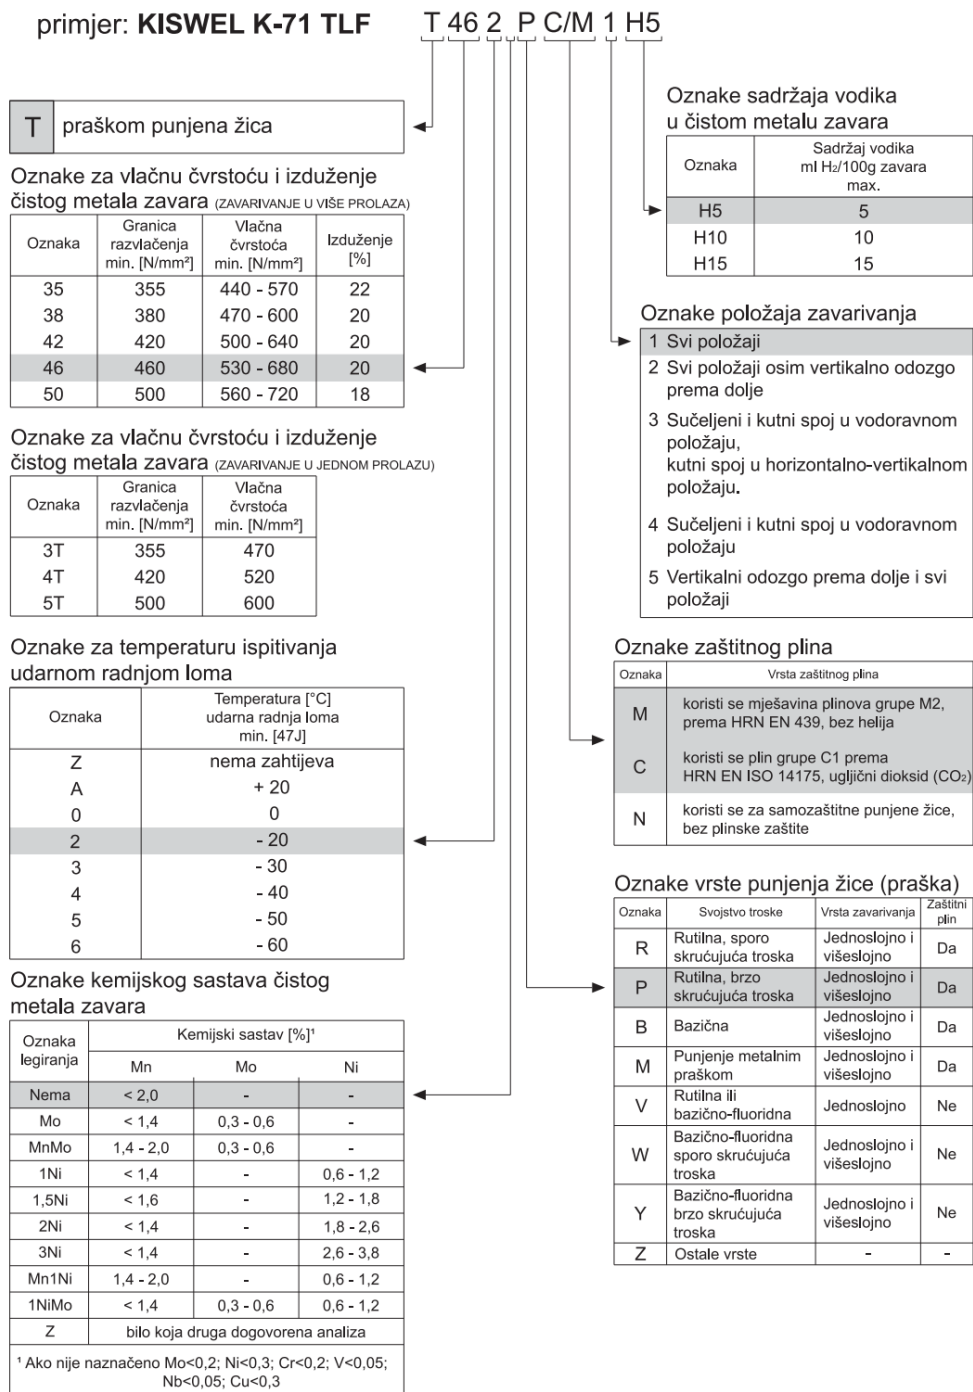 primjer: KISWEL K-71 TLF T 46 2 P C/M 1 H5
T praškom punjena žica
Oznake za vlačnu čvrstoću i izduženje
čistog metala zavara (ZAVARIVANJE U VIŠE PROLAZA)
Oznaka Granica razvlačenja min. [N/mm²] Vlačna čvrstoća min. [N/mm²] Izduženje [%]
35 355 440 - 570 22
38 380 470 - 600 20
42 420 500 - 640 20
46 460 530 - 680 20
50 500 560 - 720 18
Oznake za vlačnu čvrstoću i izduženje
čistog metala zavara (ZAVARIVANJE U JEDNOM PROLAZU)
Oznaka Granica razvlačenja min. [N/mm²] Vlačna čvrstoća min. [N/mm²]
3T 355 470
4T 420 520
5T 500 600
Oznake za temperaturu ispitivanja
udarnom radnjom loma
Oznaka Temperatura [°C] udarna radnja loma min. [47J]
Z nema zahtijeva
A + 20
0 0
2 - 20
3 - 30
4 - 40
5 - 50
6 - 60
Oznake kemijskog sastava čistog
metala zavara
Oznaka legiranja Kemijski sastav [%]¹
Mn Mo Ni
Nema < 2,0 - -
Mo < 1,4 0,3 - 0,6 -
MnMo 1,4 - 2,0 0,3 - 0,6 -
1Ni < 1,4 - 0,6 - 1,2
1,5Ni < 1,6 - 1,2 - 1,8
2Ni < 1,4 - 1,8 - 2,6
3Ni < 1,4 - 2,6 - 3,8
Mn1Ni 1,4 - 2,0 - 0,6 - 1,2
1NiMo < 1,4 0,3 - 0,6 0,6 - 1,2
Z bilo koja druga dogovorena analiza
¹ Ako nije naznačeno Mo<0,2; Ni<0,3; Cr<0,2; V<0,05;
Nb<0,05; Cu<0,3
Oznake sadržaja vodika
u čistom metalu zavara
Oznaka Sadržaj vodika ml H₂/100g zavara max.
H5 5
H10 10
H15 15
Oznake položaja zavarivanja
1 Svi položaji
2 Svi položaji osim vertikalno odozgo
prema dolje
3 Sučeljeni i kutni spoj u vodoravnom
položaju,
kutni spoj u horizontalno-vertikalnom
položaju.
4 Sučeljeni i kutni spoj u vodoravnom
položaju
5 Vertikalni odozgo prema dolje i svi
položaji
Oznake zaštitnog plina
Oznaka Vrsta zaštitnog plina
M koristi se mješavina plinova grupe M2,
prema HRN EN 439, bez helija
C koristi se plin grupe C1 prema
HRN EN ISO 14175, ugljični dioksid (CO₂)
N koristi se za samozaštitne punjene žice,
bez plinske zaštite
Oznake vrste punjenja žice (praška)
Oznaka Svojstvo troske Vrsta zavarivanja Zaštitni plin
R Rutilna, sporo skrućujuća troska Jednoslojno i višeslojno Da
P Rutilna, brzo skrućujuća troska Jednoslojno i višeslojno Da
B Bazična Jednoslojno i višeslojno Da
M Punjenje metalnim praškom Jednoslojno i višeslojno Da
V Rutilna ili bazično-fluoridna Jednoslojno Ne
W Bazično-fluoridna sporo skrućujuća troska Jednoslojno i višeslojno Ne
Y Bazično-fluoridna brzo skrućujuća troska Jednoslojno i višeslojno Ne
Z Ostale vrste - -